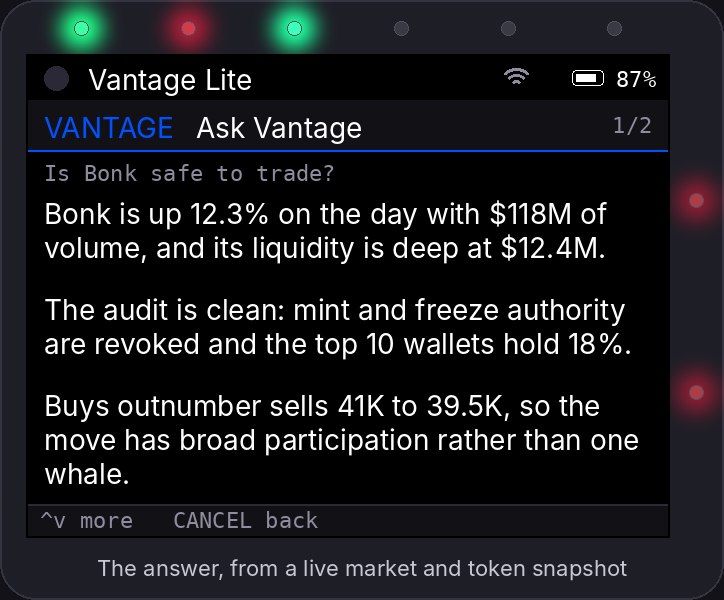 Vantage Lite 87%
VANTAGE Ask Vantage 1/2
Is Bonk safe to trade?
Bonk is up 12.3% on the day with $118M of
volume, and its liquidity is deep at $12.4M.
The audit is clean: mint and freeze authority
are revoked and the top 10 wallets hold 18%.
Buys outnumber sells 41K to 39.5K, so the
move has broad participation rather than one
whale.
^v more CANCEL back
The answer, from a live market and token snapshot